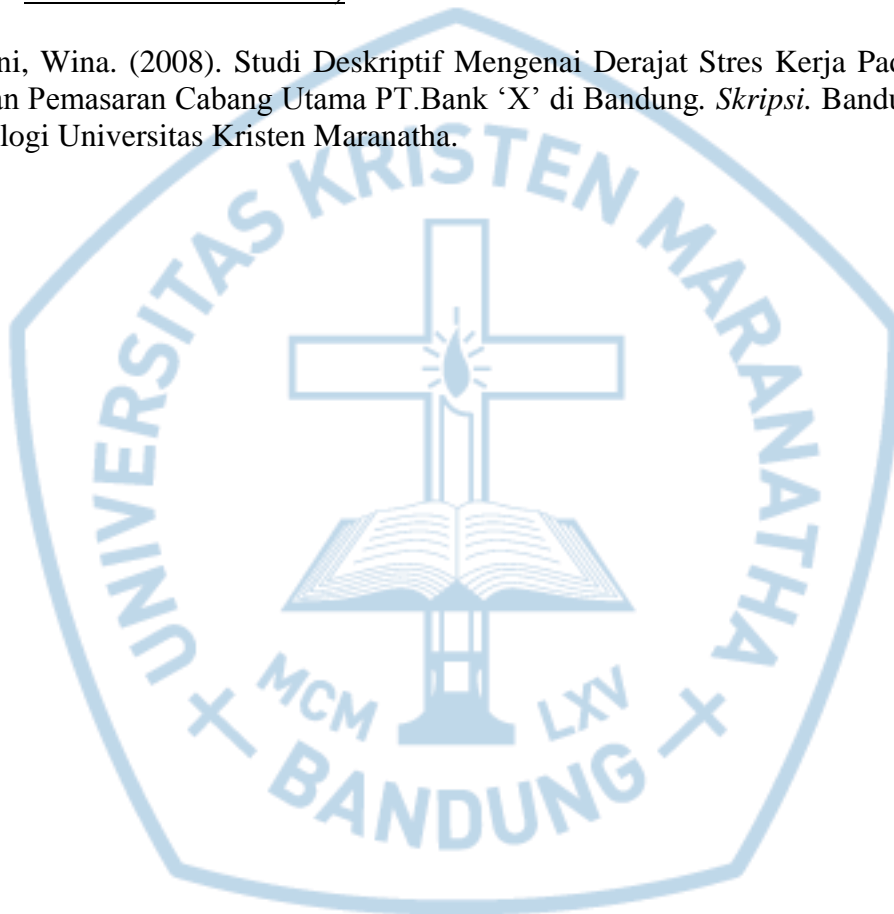 ni, Wina. (2008). Studi Deskriptif Mengenai Derajat Stres Kerja Pad
an Pemasaran Cabang Utama PT.Bank ‘X’ di Bandung. Skripsi. Bandu
logi Universitas Kristen Maranatha.
UNIVERSITAS KRISTEN MARANATHA
MCM LXV
BANDUNG